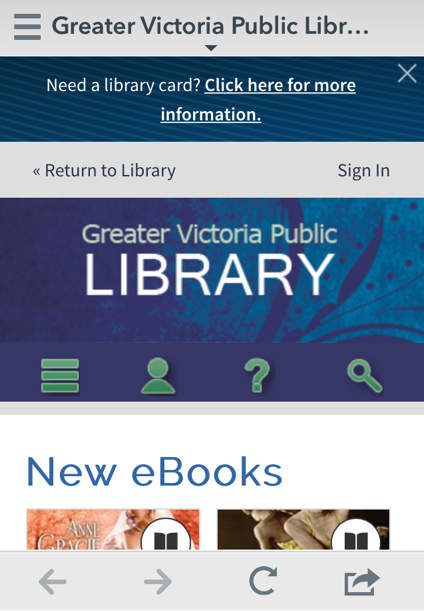 Greater Victoria Public Libr...
Need a library card? Click here for more
information.
« Return to Library
Sign In
Greater Victoria Public
LIBRARY
?
New eBooks
ANNE
GRACIE